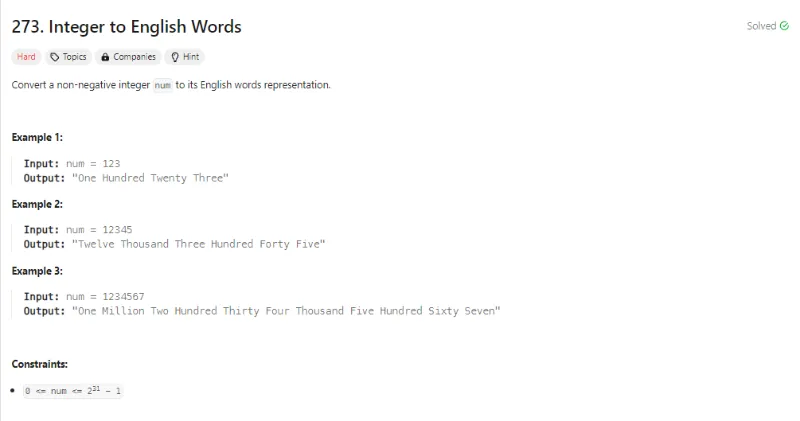 273. Integer to English Words
Solved
Hard Topics Companies Hint
Convert a non-negative integer num to its English words representation.
Example 1:
Input: num = 123
Output: "One Hundred Twenty Three"
Example 2:
Input: num = 12345
Output: "Twelve Thousand Three Hundred Forty Five"
Example 3:
Input: num = 1234567
Output: "One Million Two Hundred Thirty Four Thousand Five Hundred Sixty Seven"
Constraints:
• 0 <= num <= 2³¹ - 1